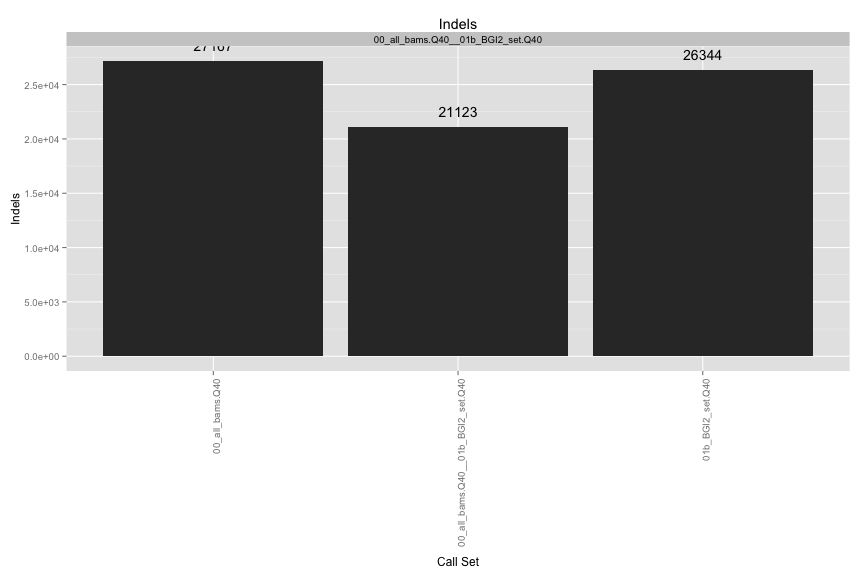 Indels
00_all_bams.Q40__01b_BGI2_set.Q40
26344
21123
2.5e+04
2.0e+04
1.5e+04
1.0e+04
5.0e+03
0.0e+00
Indels
00_all_bams.Q40
00_all_bams.Q40__01b_BGI2_set.Q40
01b_BGI2_set.Q40
Call Set